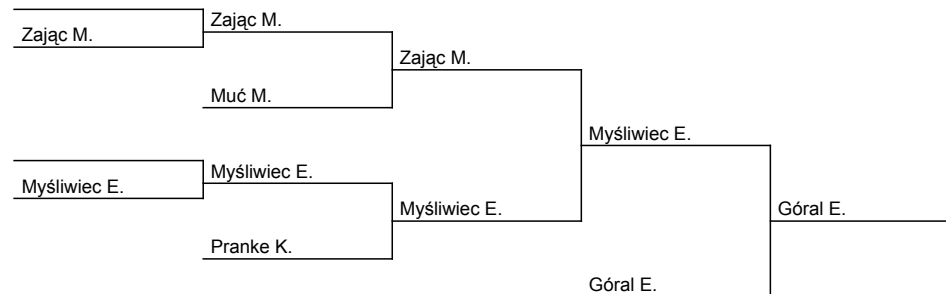 Zając M.
Zając M.
Zając M.
Muć M.
Myśliwiec E.
Myśliwiec E.
Myśliwiec E.
Myśliwiec E.
Góral E.
Pranke K.
Góral E.